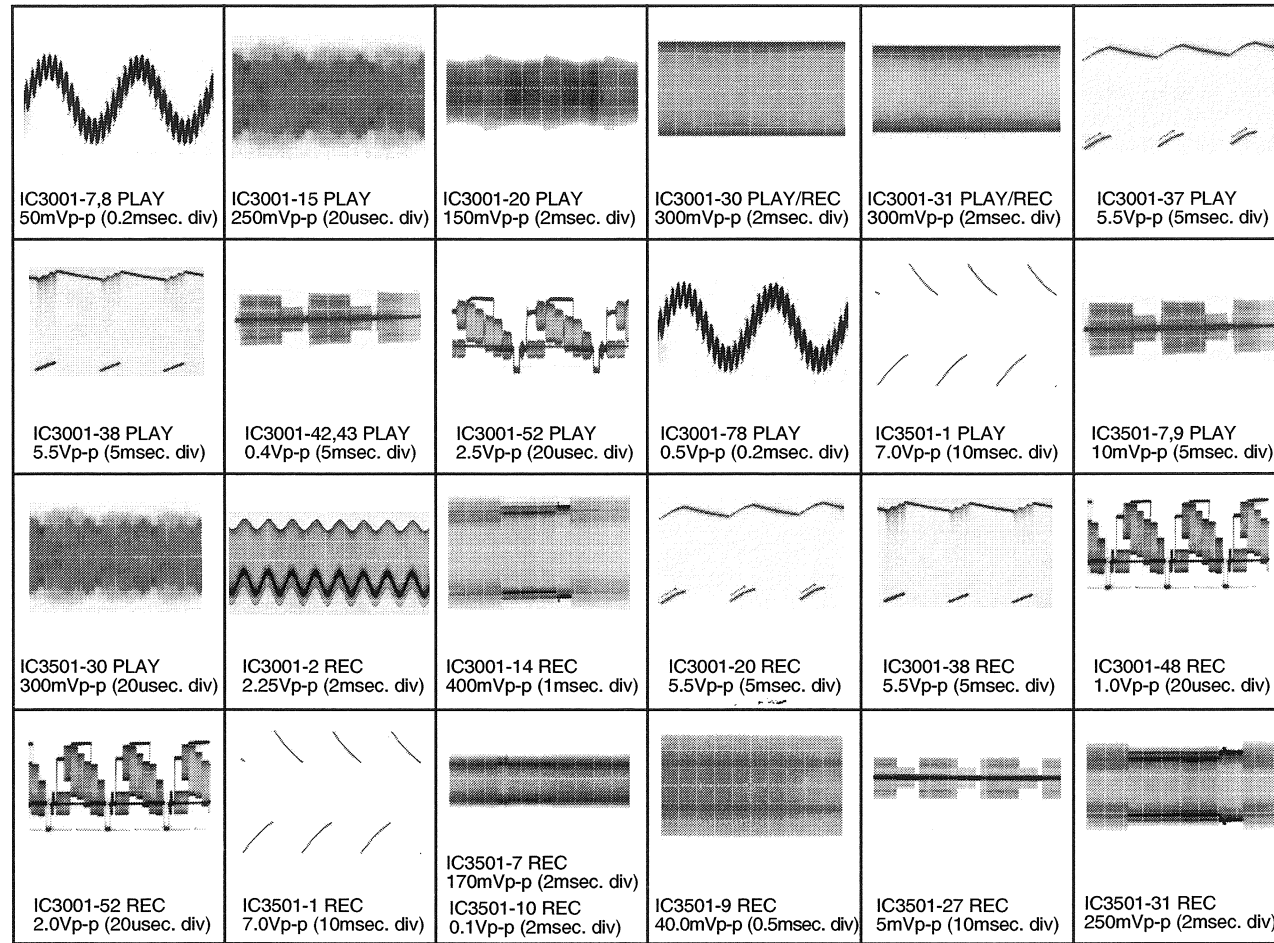 IC3001-7,8 PLAY
50mVp-p (0.2msec. div)
IC3001-15 PLAY
250mVp-p (20usec. div)
IC3001-20 PLAY
150mVp-p (2msec. div)
IC3001-30 PLAY/REC
300mVp-p (2msec. div)
IC3001-31 PLAY/REC
300mVp-p (2msec. div)
IC3001-37 PLAY
5.5Vp-p (5msec. div)
IC3001-38 PLAY
5.5Vp-p (5msec. div)
IC3001-42,43 PLAY
0.4Vp-p (5msec. div)
IC3001-52 PLAY
2.5Vp-p (20usec. div)
IC3001-78 PLAY
0.5Vp-p (0.2msec. div)
IC3501-1 PLAY
7.0Vp-p (10msec. div)
IC3501-7,9 PLAY
10mVp-p (5msec. div)
IC3501-30 PLAY
300mVp-p (20usec. div)
IC3001-2 REC
2.25Vp-p (2msec. div)
IC3001-14 REC
400mVp-p (1msec. div)
IC3001-20 REC
5.5Vp-p (5msec. div)
IC3001-38 REC
5.5Vp-p (5msec. div)
IC3001-48 REC
1.0Vp-p (20usec. div)
IC3001-52 REC
2.0Vp-p (20usec. div)
IC3501-1 REC
7.0Vp-p (10msec. div)
IC3501-7 REC
170mVp-p (2msec. div)
IC3501-10 REC
0.1Vp-p (2msec. div)
IC3501-9 REC
40.0mVp-p (0.5msec. div)
IC3501-27 REC
5mVp-p (10msec. div)
IC3501-31 REC
250mVp-p (2msec. div)